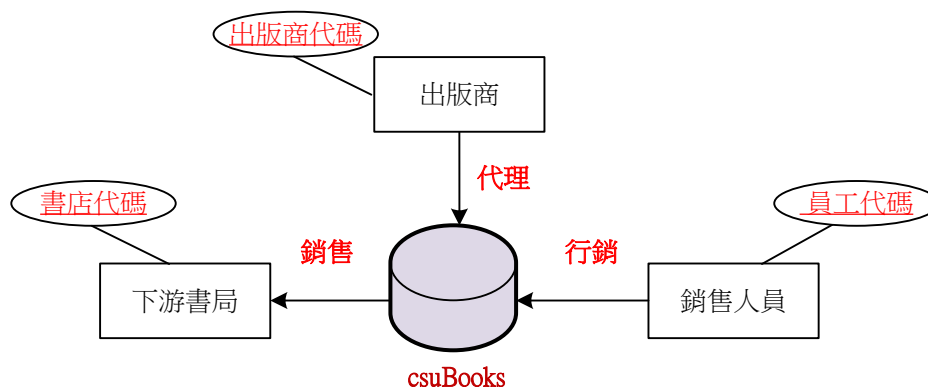 出版商代碼
出版商
代理
書店代碼
員工代碼
銷售
行銷
下游書局
銷售人員
csuBooks